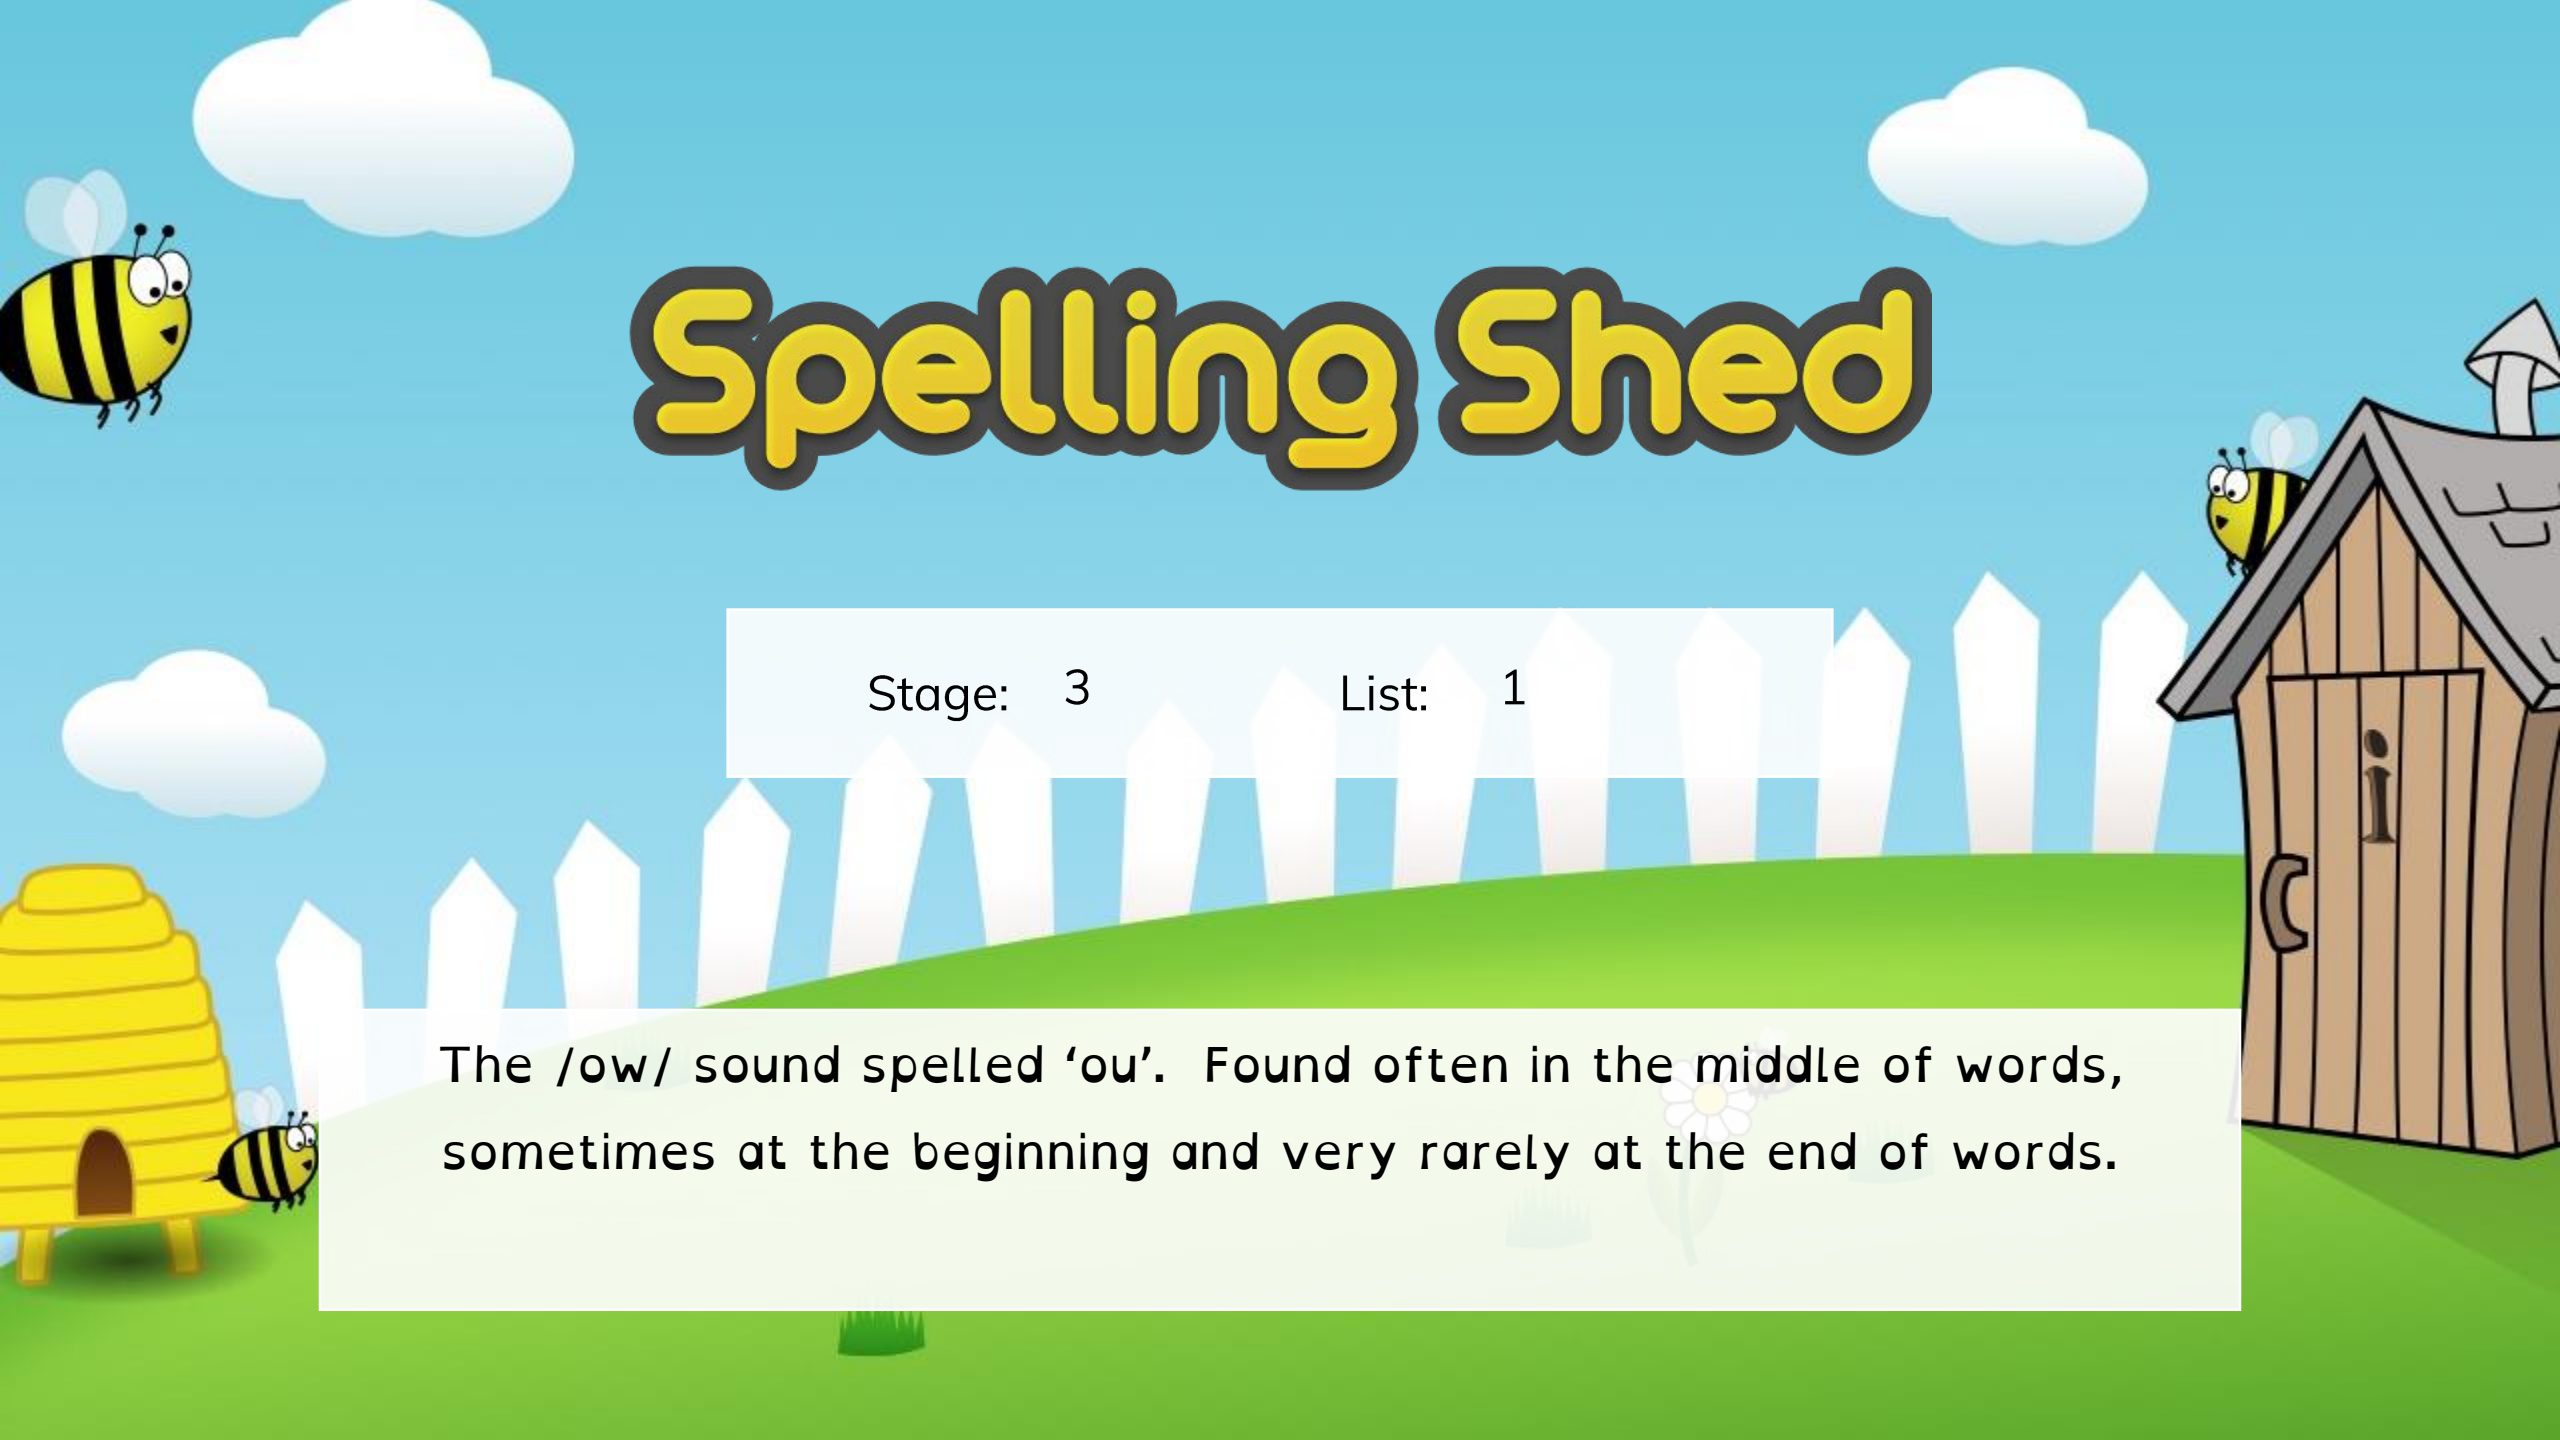 Spelling Shed
Stage: 3 List: 1
i
The /ow/ sound spelled ‘ou’.  Found often in the middle of words,
sometimes at the beginning and very rarely at the end of words.